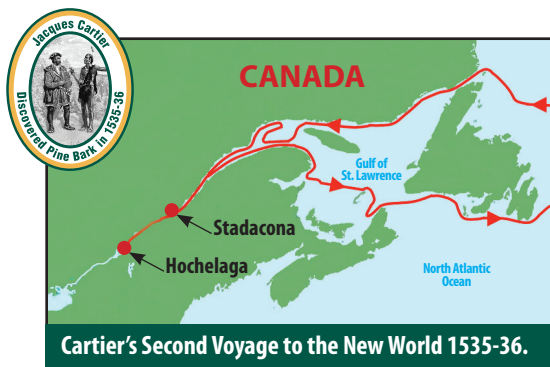 Jacques Cartier
Discovered Pine Bark in 1535-36
CANADA
Gulf of
St. Lawrence
Stadacona
Hochelaga
North Atlantic
Ocean
Cartier's Second Voyage to the New World 1535-36.